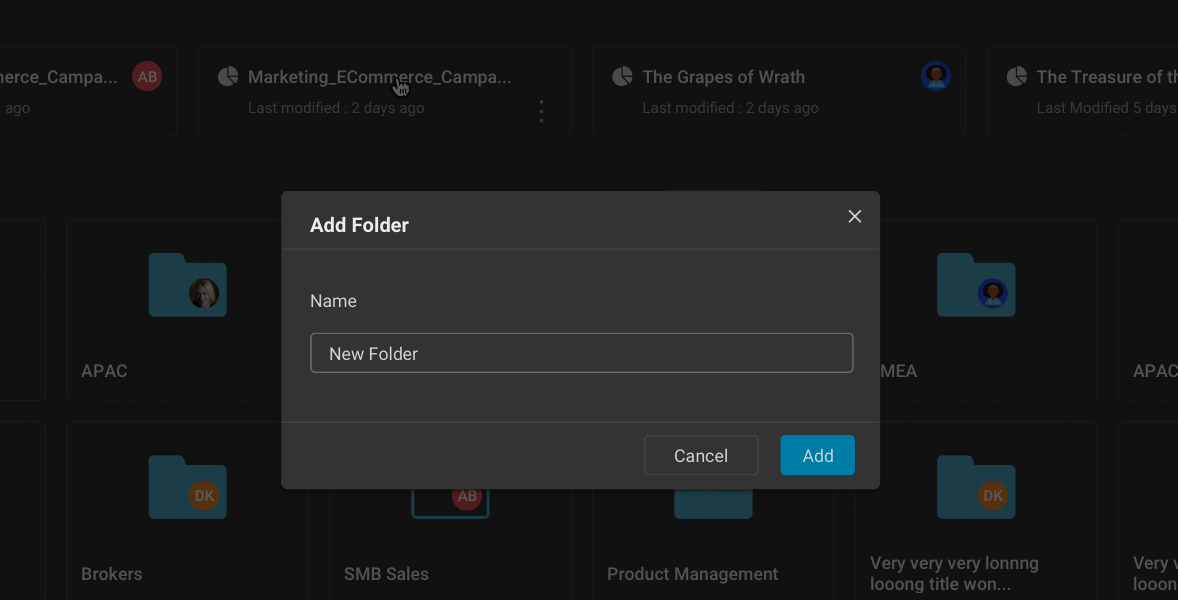 merce_Campa... AB
ago
Marketing_ECommerce_Campa...
Last modified : 2 days ago
The Grapes of Wrath
Last modified : 2 days ago
The Treasure of th
Last Modified 5 days
Add Folder
Name
New Folder
Cancel
Add
APAC
MEA
APAC
DK
AB
DK
Brokers
SMB Sales
Product Management
Very very very lonnng
looong title won...
Very v
looon